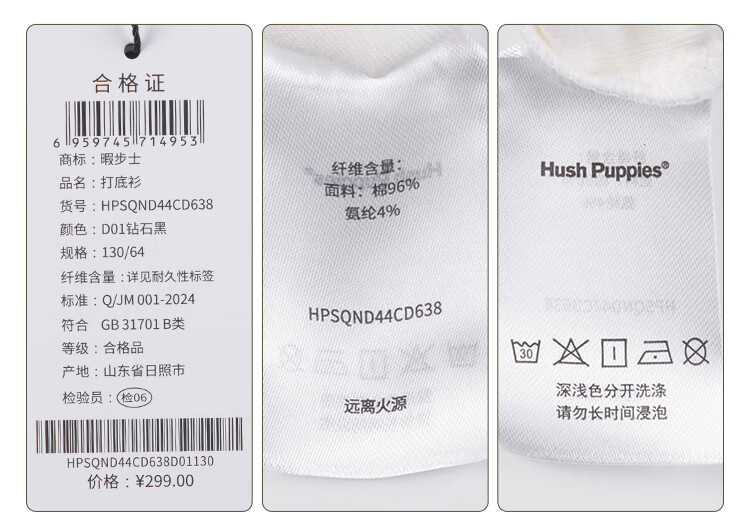 合格证
6 959745 714953
商标：暇步士
品名：打底衫
货号：HPSQND44CD638
颜色：D01钻石黑
规格：130/64
纤维含量：详见耐久性标签
标准：Q/JM 001-2024
符合 GB 31701 B类
等级：合格品
产地：山东省日照市
检验员：检06
HPSQND44CD638D01130
价格：¥299.00
纤维含量：
面料：棉96%
氨纶4%
HPSQND44CD638
远离火源
Hush Puppies®
30
深浅色分开洗涤
请勿长时间浸泡